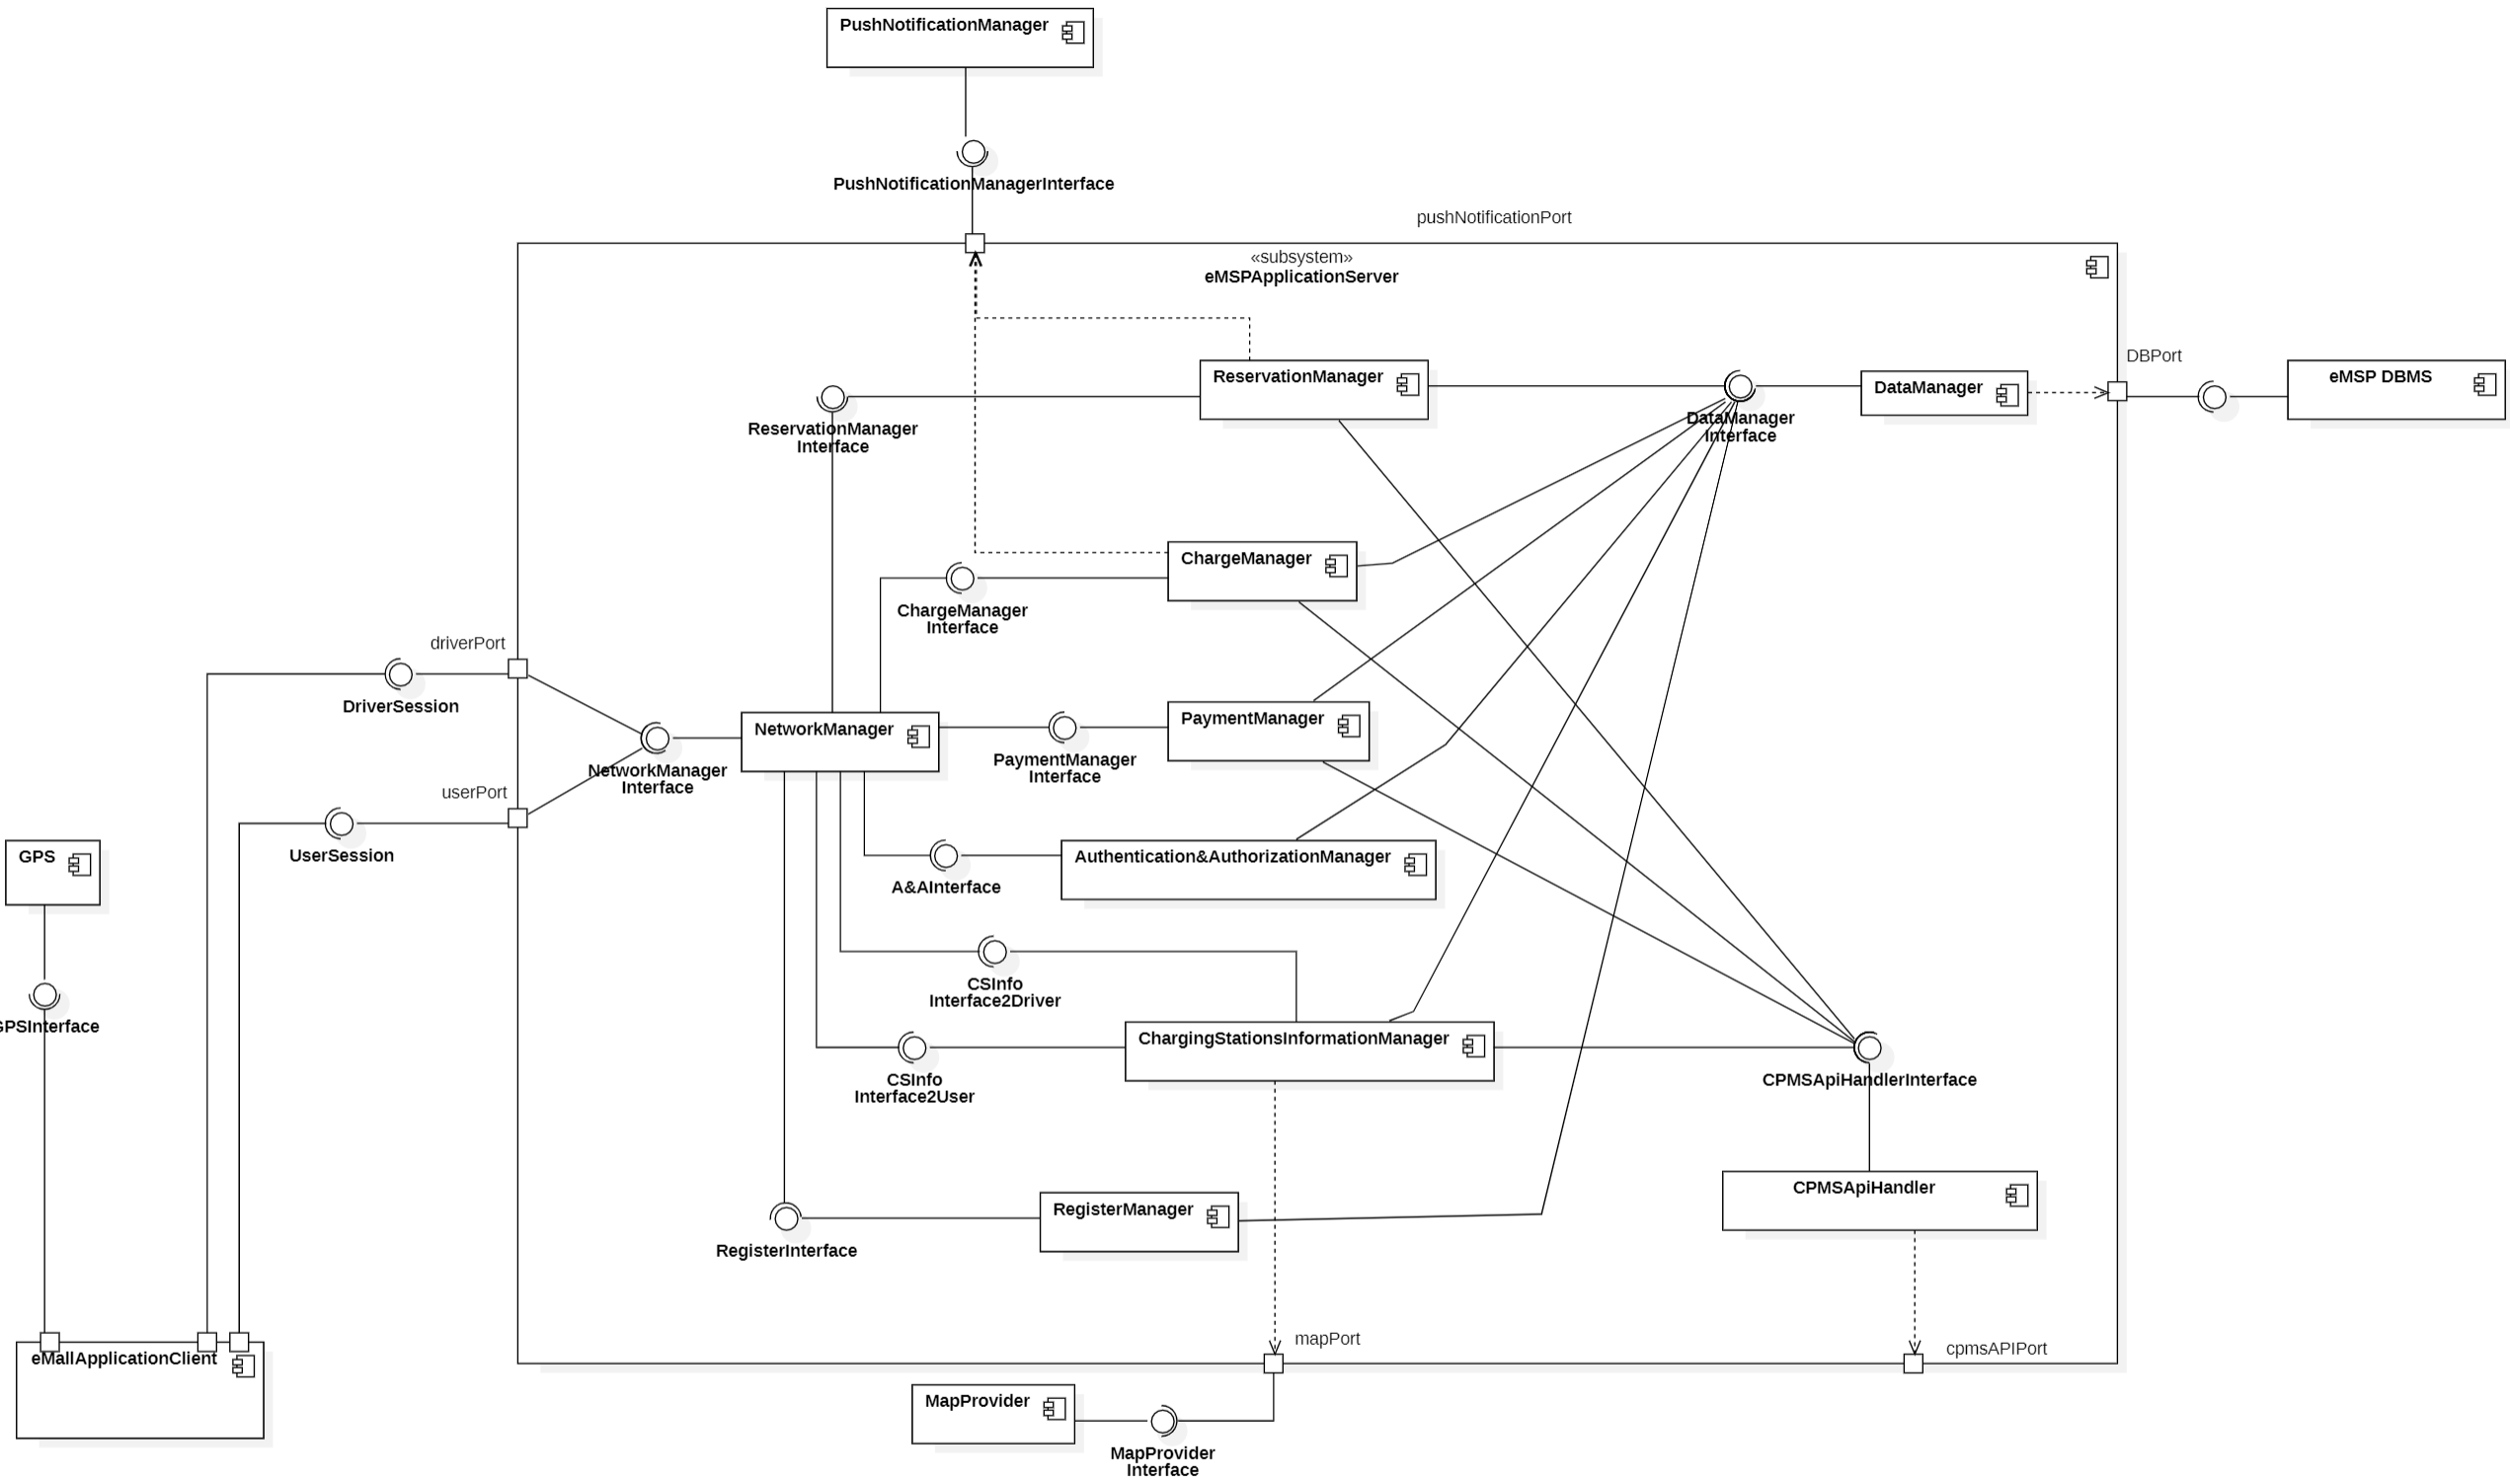 PushNotificationManager
PushNotificationManagerInterface
pushNotificationPort
«subsystem»
eMSPApplicationServer
DBPort
ReservationManager
DataManager
eMSP DBMS
ReservationManager
Interface
DataManager
Interface
ChargeManager
ChargeManager
Interface
driverPort
DriverSession
NetworkManager
PaymentManager
NetworkManager
Interface
PaymentManager
Interface
userPort
UserSession
GPS
Authentication&AuthorizationManager
A&AInterface
CSInfo
Interface2Driver
GPSInterface
ChargingStationsInformationManager
CSInfo
Interface2User
CPMSApiHandlerInterface
CPMSApiHandler
RegisterManager
RegisterInterface
mapPort
cpmsAPIPort
eMallApplicationClient
MapProvider
MapProvider
Interface